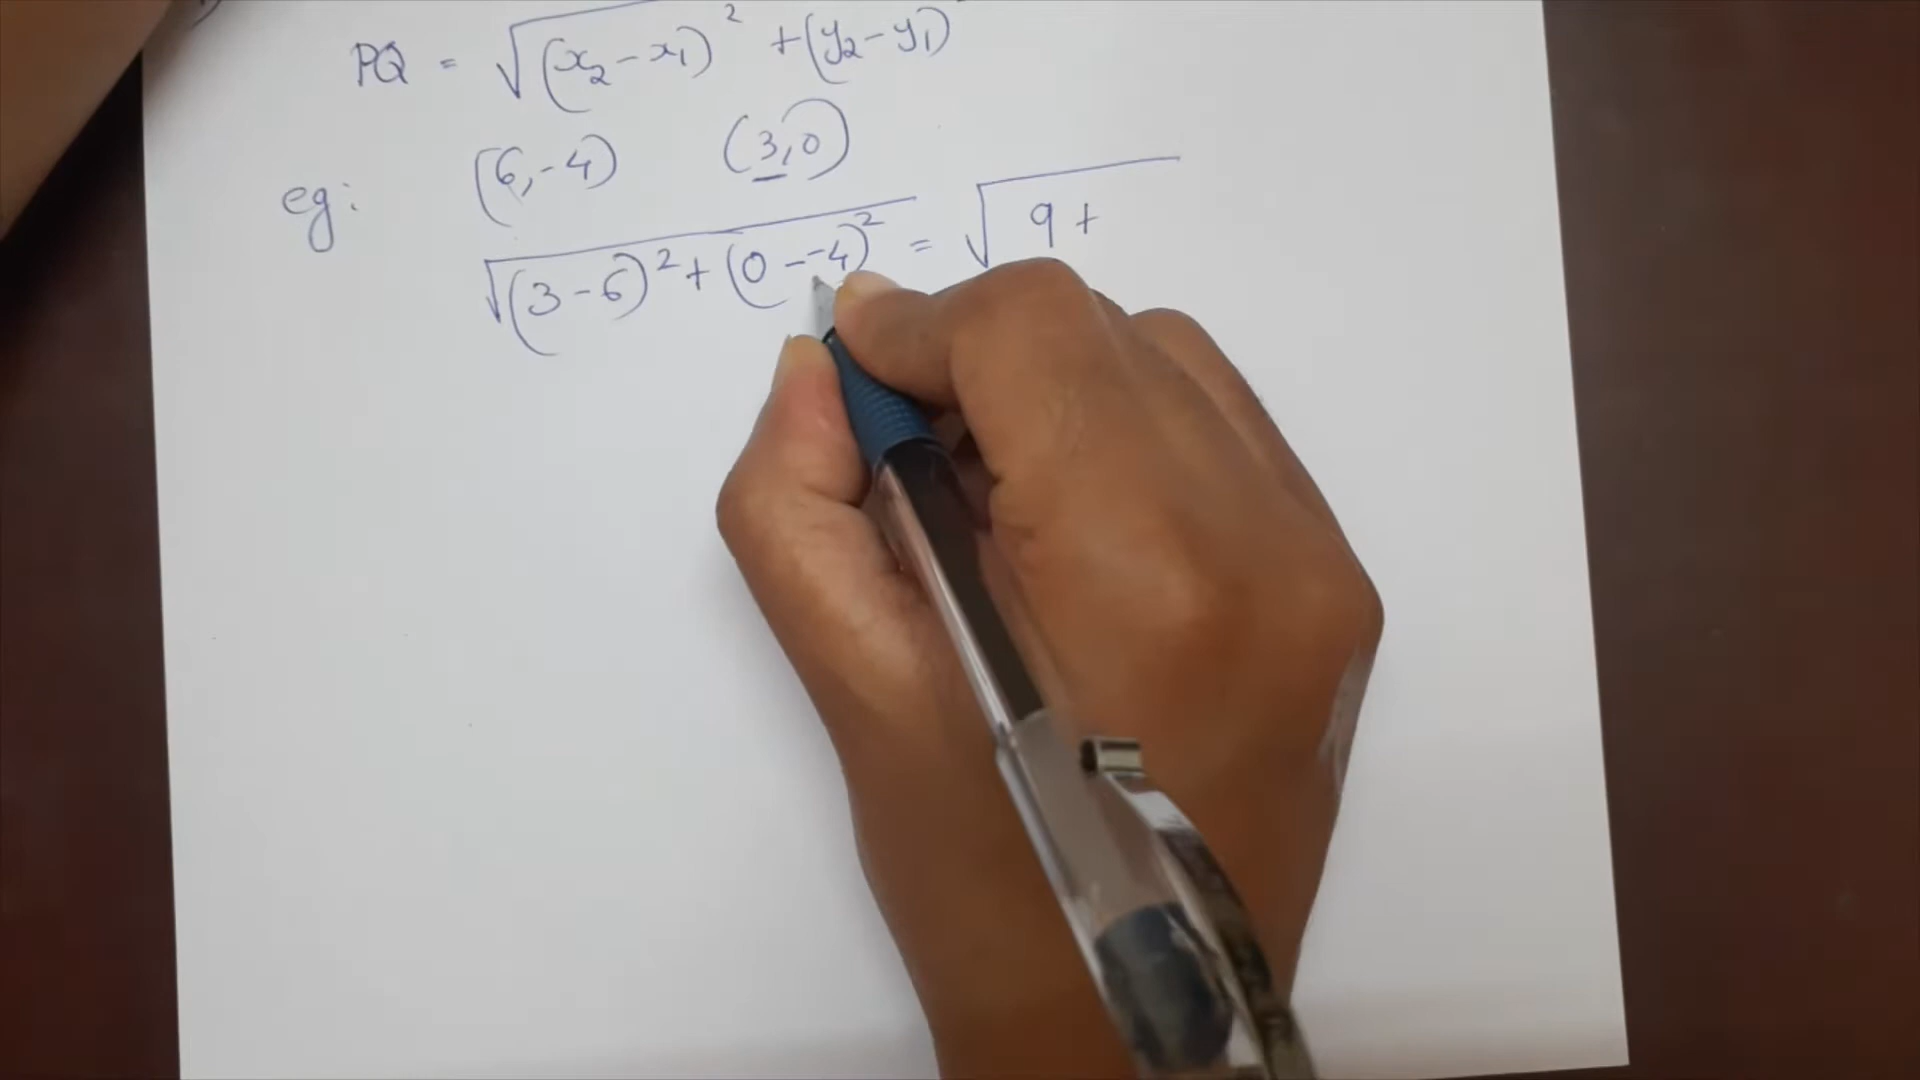 PQ = √(x₂-x₁)² + (y₂-y₁)
eg: (6,-4) (3,0)
√(3-6)² + (0--4)² = √9+